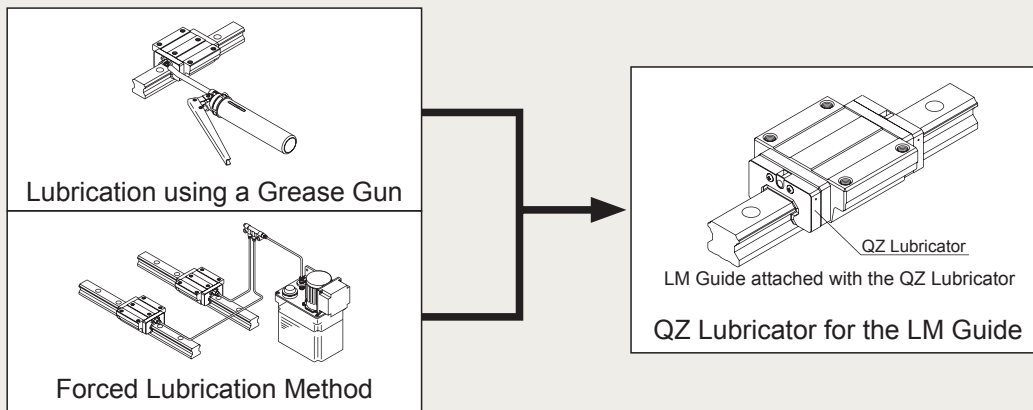 Lubrication using a Grease Gun
Forced Lubrication Method
QZ Lubricator
LM Guide attached with the QZ Lubricator
QZ Lubricator for the LM Guide